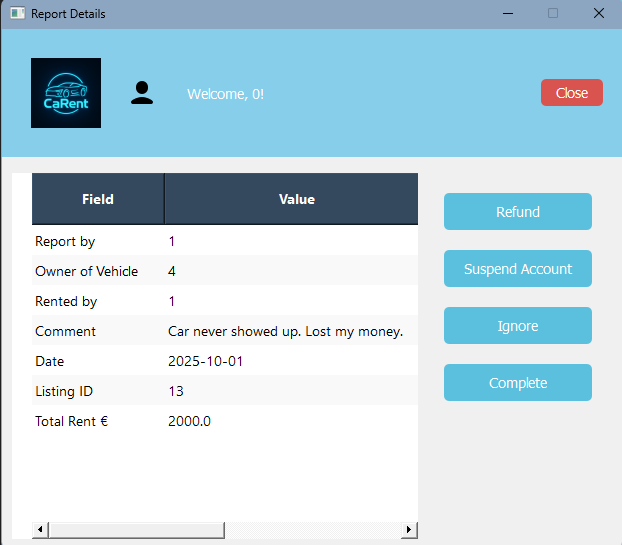 Report Details
CaRent
Welcome, 0!
Close
Field Value
Report by 1
Owner of Vehicle 4
Rented by 1
Comment Car never showed up. Lost my money.
Date 2025-10-01
Listing ID 13
Total Rent € 2000.0
Refund
Suspend Account
Ignore
Complete